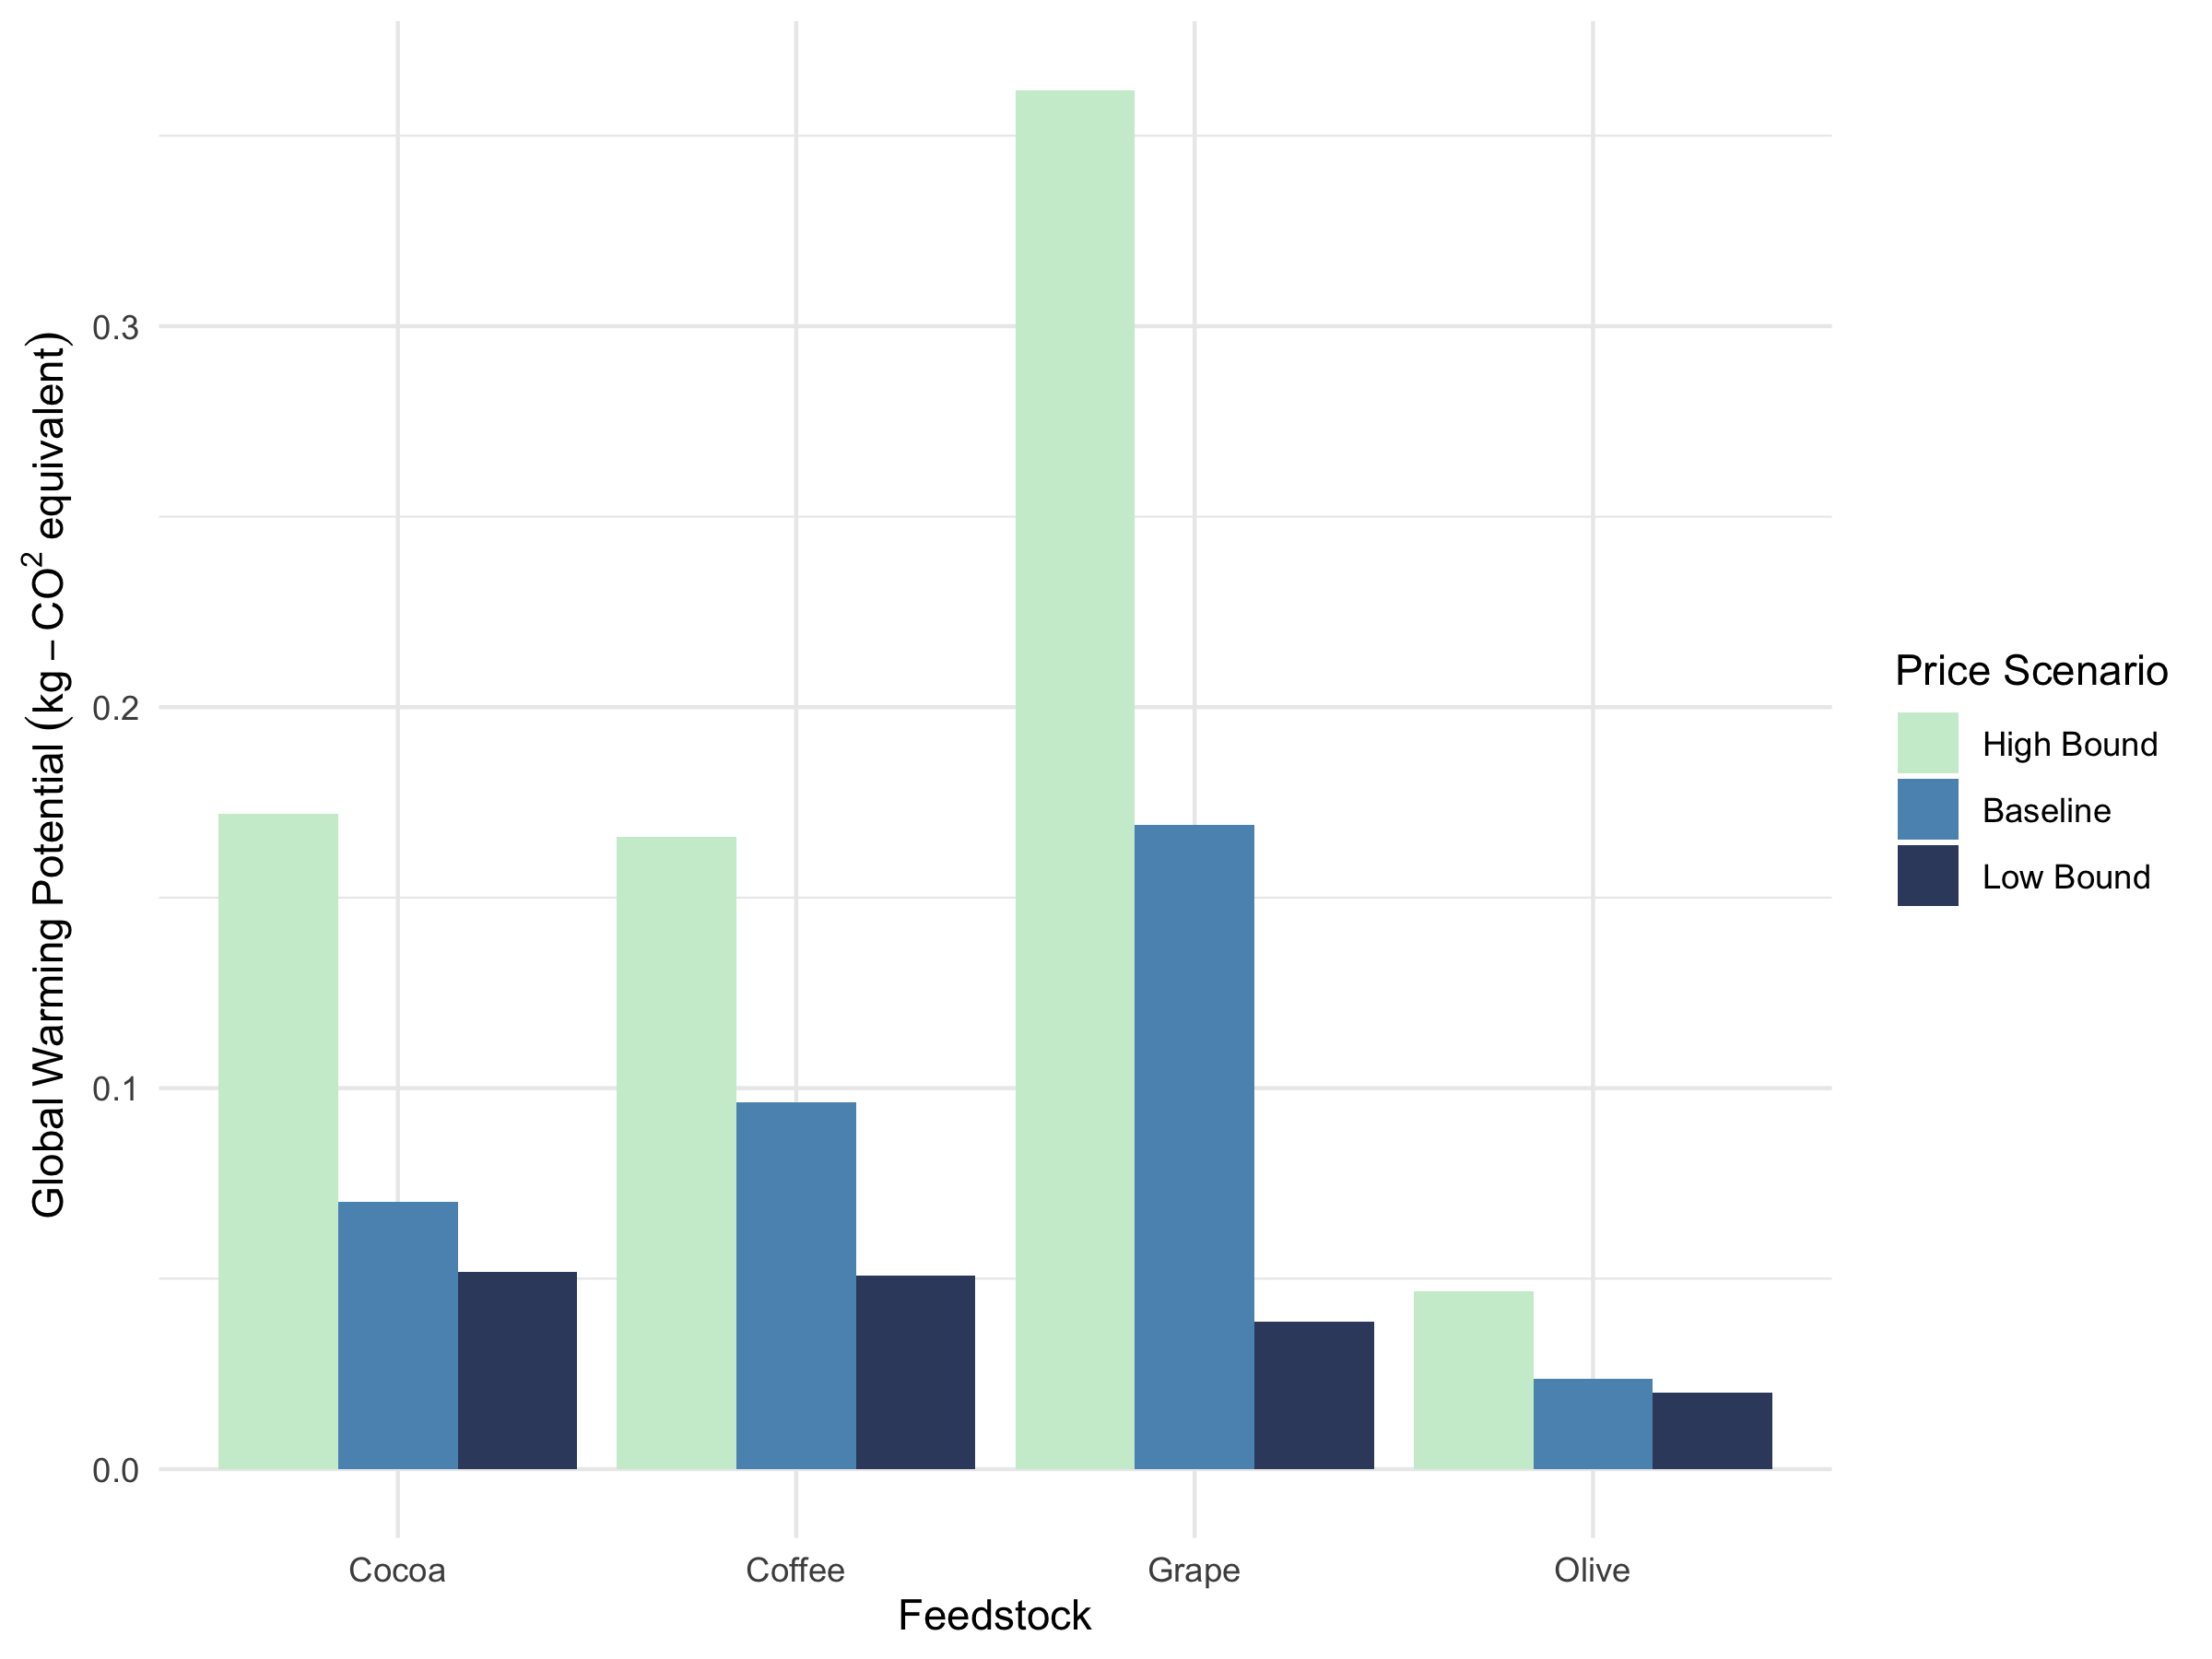 Global Warming Potential (kg – CO² equivalent)
0.3
0.2
0.1
0.0
Cocoa
Coffee
Grape
Olive
Feedstock
Price Scenario
High Bound
Baseline
Low Bound